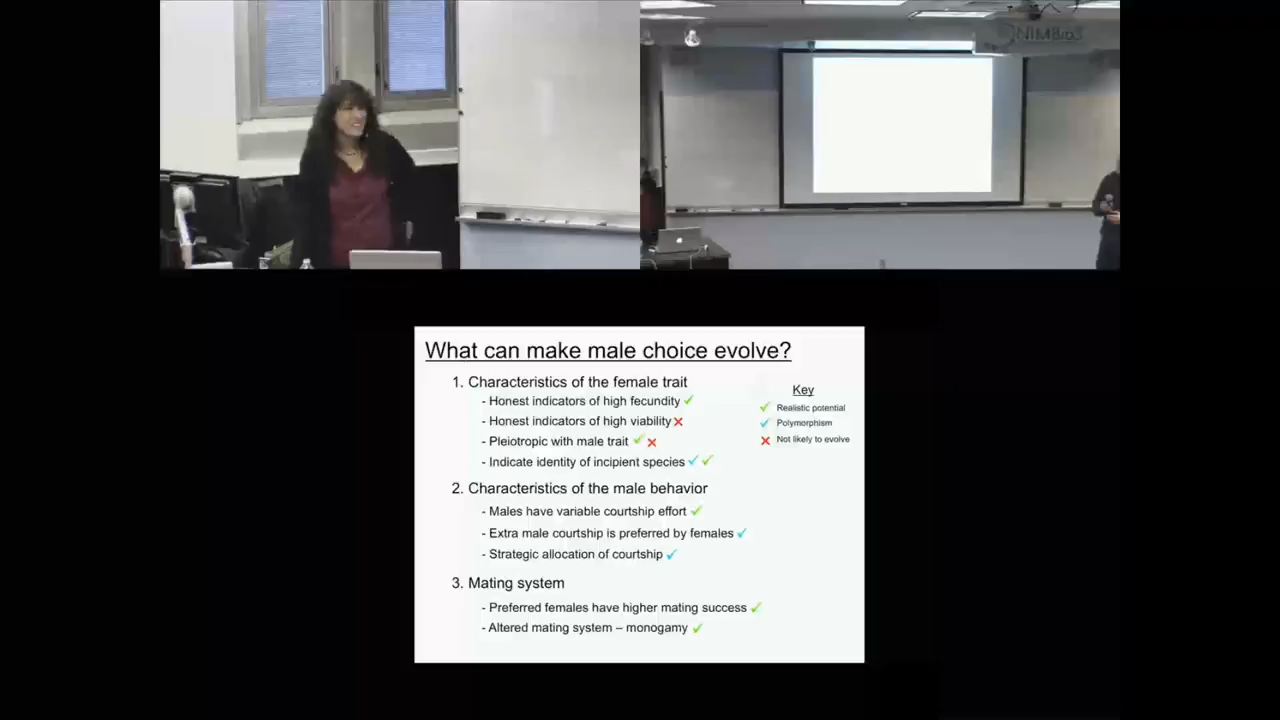 NIMBioS
What can make male choice evolve?
1. Characteristics of the female trait
- Honest indicators of high fecundity
- Honest indicators of high viability
- Pleiotropic with male trait
- Indicate identity of incipient species
2. Characteristics of the male behavior
- Males have variable courtship effort
- Extra male courtship is preferred by females
- Strategic allocation of courtship
3. Mating system
- Preferred females have higher mating success
- Altered mating system – monogamy
Key
Realistic potential
Polymorphism
Not likely to evolve